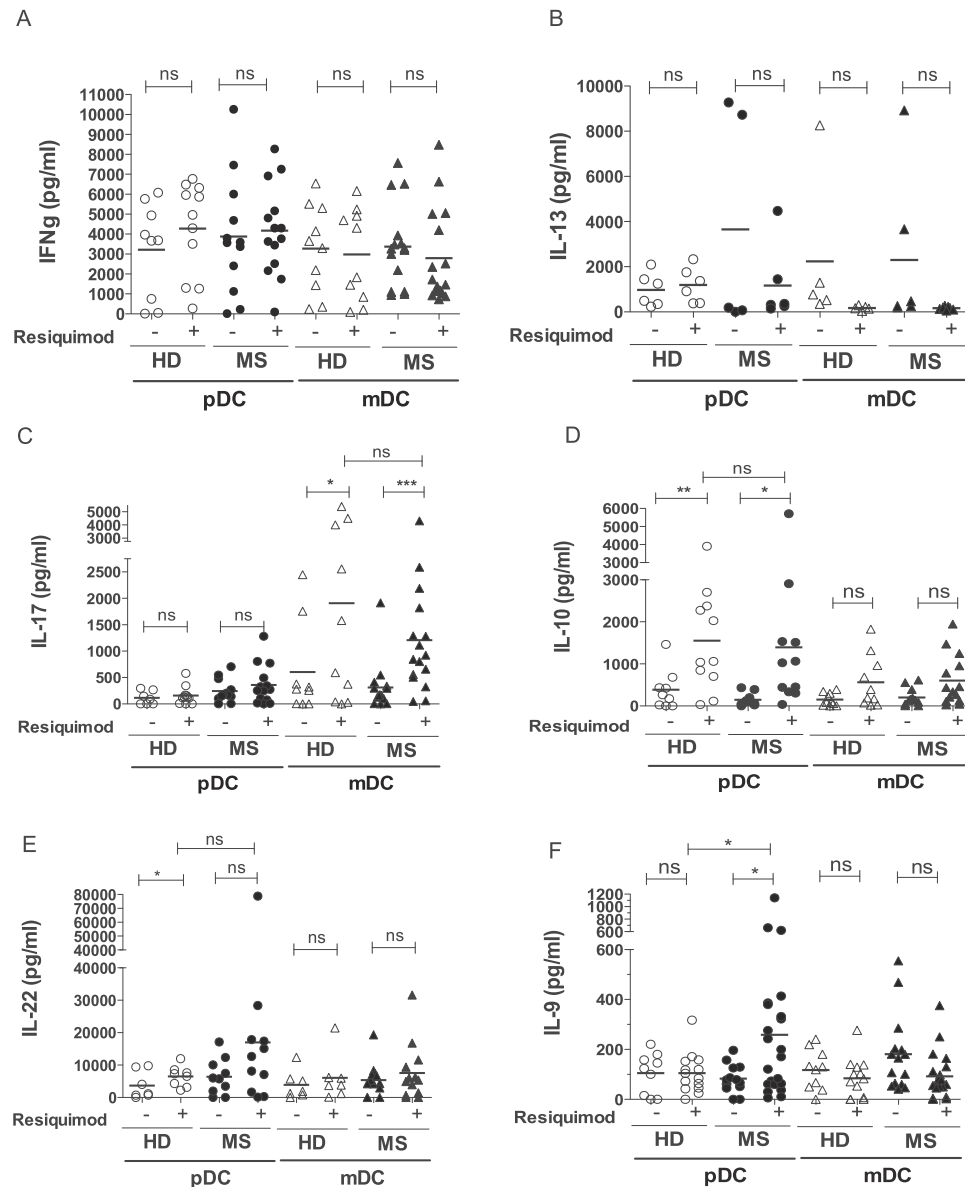 A
ns ns ns ns
IFNg (pg/ml)
11000
10000
9000
8000
7000
6000
5000
4000
3000
2000
1000
0
Resiquimod - + - + - + - +
HD MS HD MS
pDC mDC
B
ns ns ns ns
IL-13 (pg/ml)
10000
8000
6000
4000
2000
0
Resiquimod - + - + - + - +
HD MS HD MS
pDC mDC
C
ns
* ***
ns ns
IL-17 (pg/ml)
5000
4000
3000
2500
2000
1500
1000
500
0
Resiquimod - + - + - + - +
HD MS HD MS
pDC mDC
D
ns
** *
ns ns
IL-10 (pg/ml)
6000
5000
4000
3000
2000
1000
0
Resiquimod - + - + - + - +
HD MS HD MS
pDC mDC
E
ns
* ns
ns ns
IL-22 (pg/ml)
80000
70000
60000
50000
40000
40000
30000
20000
10000
0
Resiquimod - + - + - + - +
HD MS HD MS
pDC mDC
F
*
ns * ns ns
IL-9 (pg/ml)
1200
1000
800
600
600
400
200
0
Resiquimod - + - + - + - +
HD MS HD MS
pDC mDC